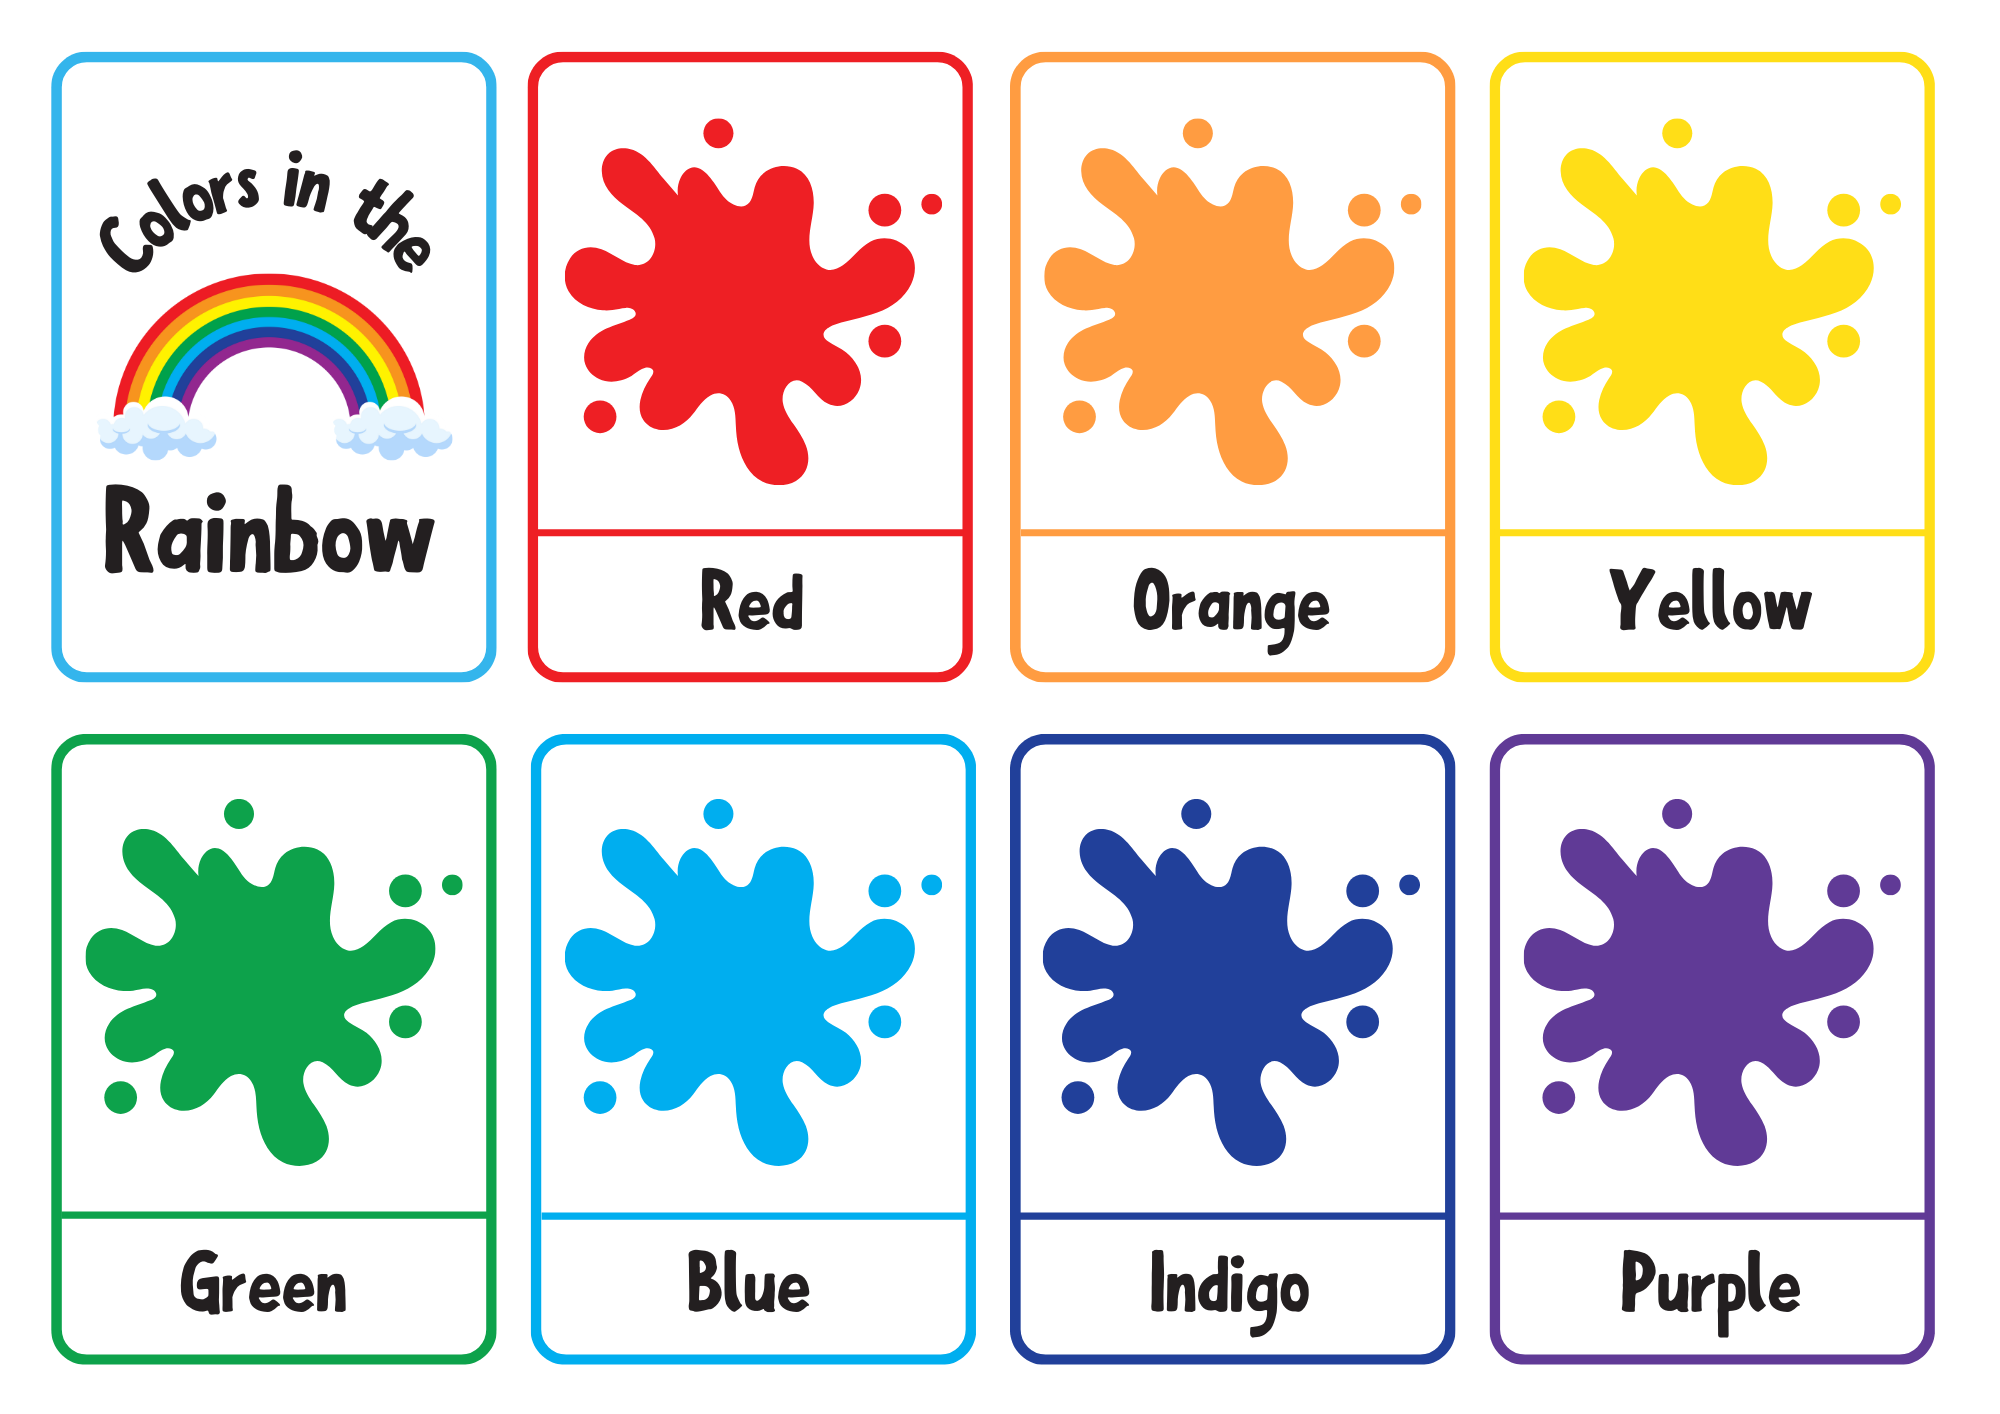 Colors in the
Rainbow
Red
Orange
Yellow
Green
Blue
Indigo
Purple